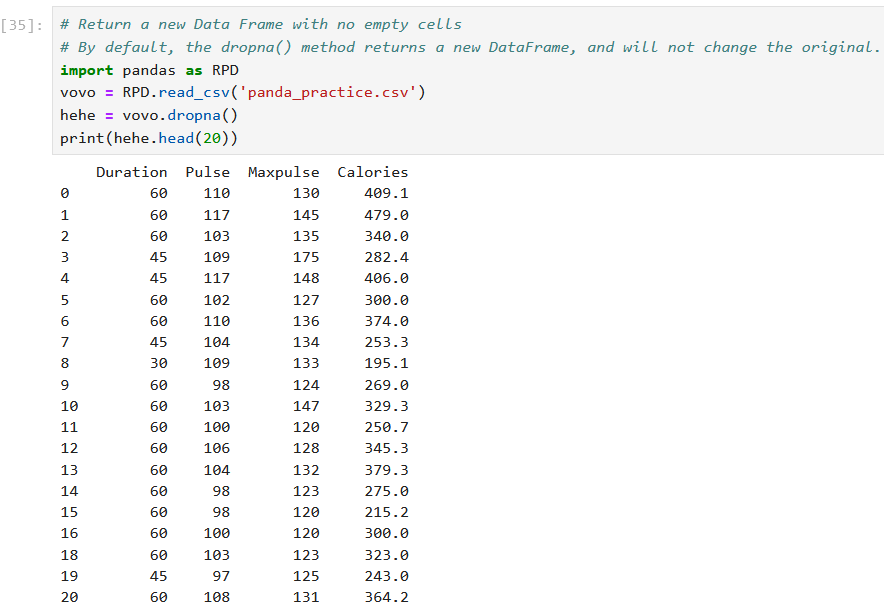 [35]:
# Return a new Data Frame with no empty cells
# By default, the dropna() method returns a new DataFrame, and will not change the original.
import pandas as RPD
vovo = RPD.read_csv('panda_practice.csv')
hehe = vovo.dropna()
print(hehe.head(20))
    Duration  Pulse  Maxpulse  Calories
0         60    110       130     409.1
1         60    117       145     479.0
2         60    103       135     340.0
3         45    109       175     282.4
4         45    117       148     406.0
5         60    102       127     300.0
6         60    110       136     374.0
7         45    104       134     253.3
8         30    109       133     195.1
9         60     98       124     269.0
10        60    103       147     329.3
11        60    100       120     250.7
12        60    106       128     345.3
13        60    104       132     379.3
14        60     98       123     275.0
15        60     98       120     215.2
16        60    100       120     300.0
18        60    103       123     323.0
19        45     97       125     243.0
20        60    108       131     364.2